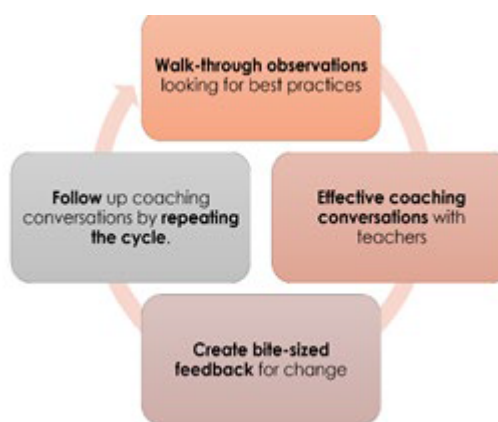 Walk-through observations
looking for best practices
Effective coaching
conversations with
teachers
Create bite-sized
feedback for change
Follow up coaching
conversations by repeating
the cycle.